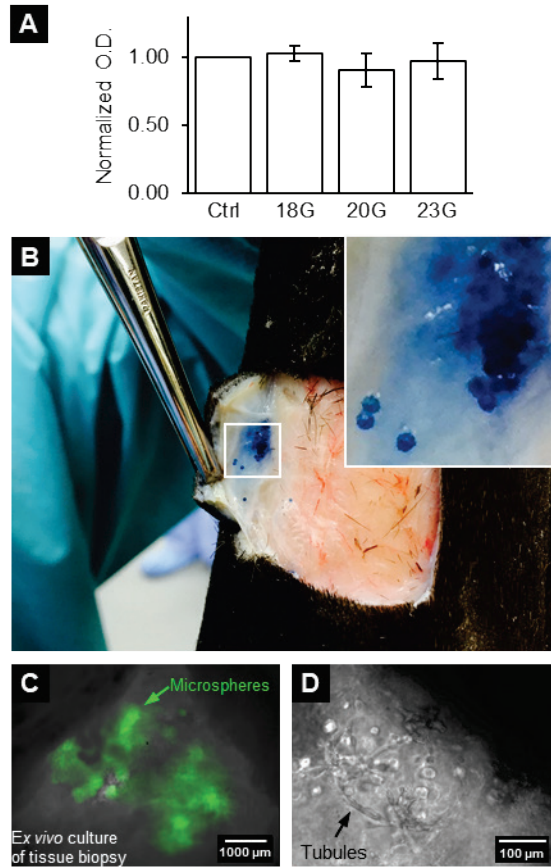 A
Normalized O.D.
1.00
0.50
0.00
Ctrl 18G 20G 23G
B
C
Microspheres
Ex vivo culture
of tissue biopsy
1000 µm
D
Tubules
100 µm